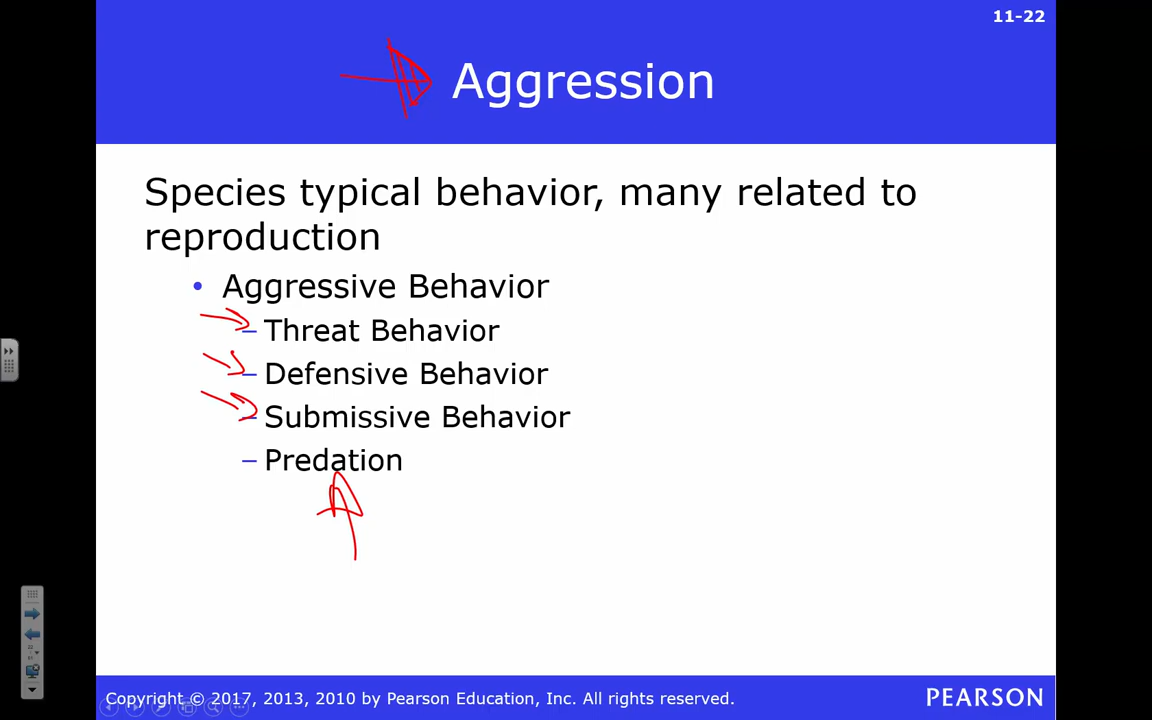 11-22
Aggression
Species typical behavior, many related to
reproduction
• Aggressive Behavior
– Threat Behavior
– Defensive Behavior
– Submissive Behavior
– Predation
Copyright © 2017, 2013, 2010 by Pearson Education, Inc. All rights reserved.
PEARSON